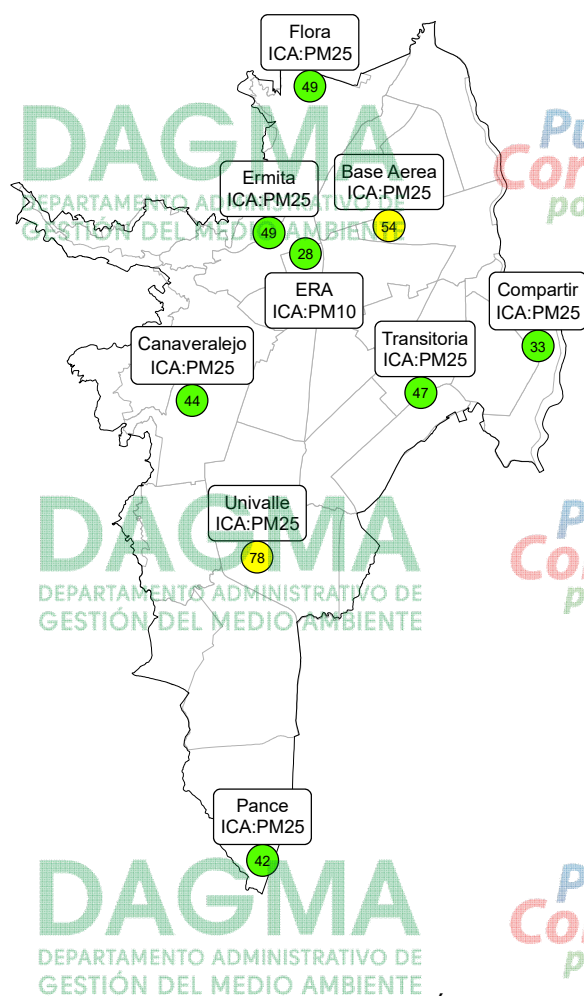 Flora
ICA:PM25
49
DAGMA
DEPARTAMENTO ADMINISTRATIVO DE
GESTIÓN DEL MEDIO AMBIENTE
Ermita
ICA:PM25
49
Base Aerea
ICA:PM25
54
28
ERA
ICA:PM10
Compartir
ICA:PM25
33
Canaveralejo
ICA:PM25
44
Transitoria
ICA:PM25
47
DAGMA
DEPARTAMENTO ADMINISTRATIVO DE
GESTIÓN DEL MEDIO AMBIENTE
Univalle
ICA:PM25
78
Pance
ICA:PM25
42
DAGMA
DEPARTAMENTO ADMINISTRATIVO DE
GESTIÓN DEL MEDIO AMBIENTE